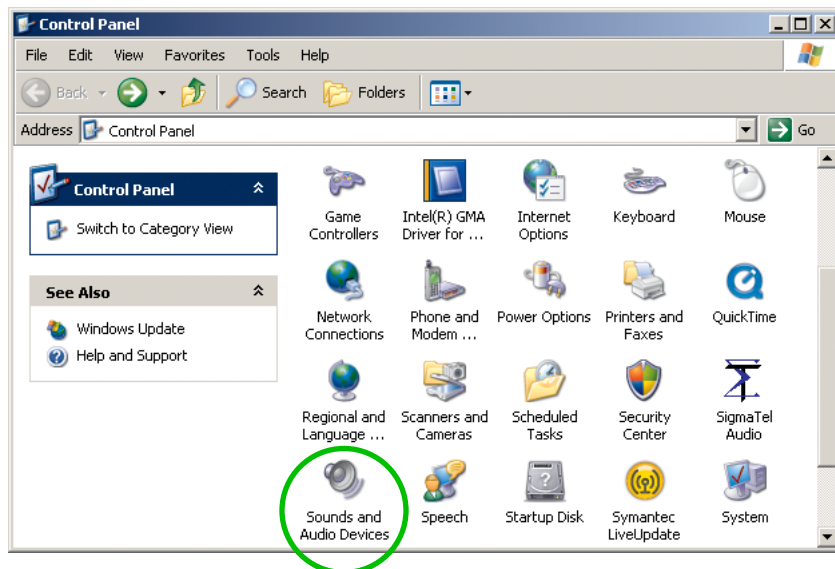 Control Panel
File Edit View Favorites Tools Help
Back Search Folders
Address Control Panel Go
Control Panel
Switch to Category View
See Also
Windows Update
Help and Support
Game
Controllers
Intel(R) GMA
Driver for ...
Internet
Options
Keyboard
Mouse
Network
Connections
Phone and
Modem ...
Power Options
Printers and
Faxes
QuickTime
Regional and
Language ...
Scanners and
Cameras
Scheduled
Tasks
Security
Center
SigmaTel
Audio
Sounds and
Audio Devices
Speech
Startup Disk
Symantec
LiveUpdate
System